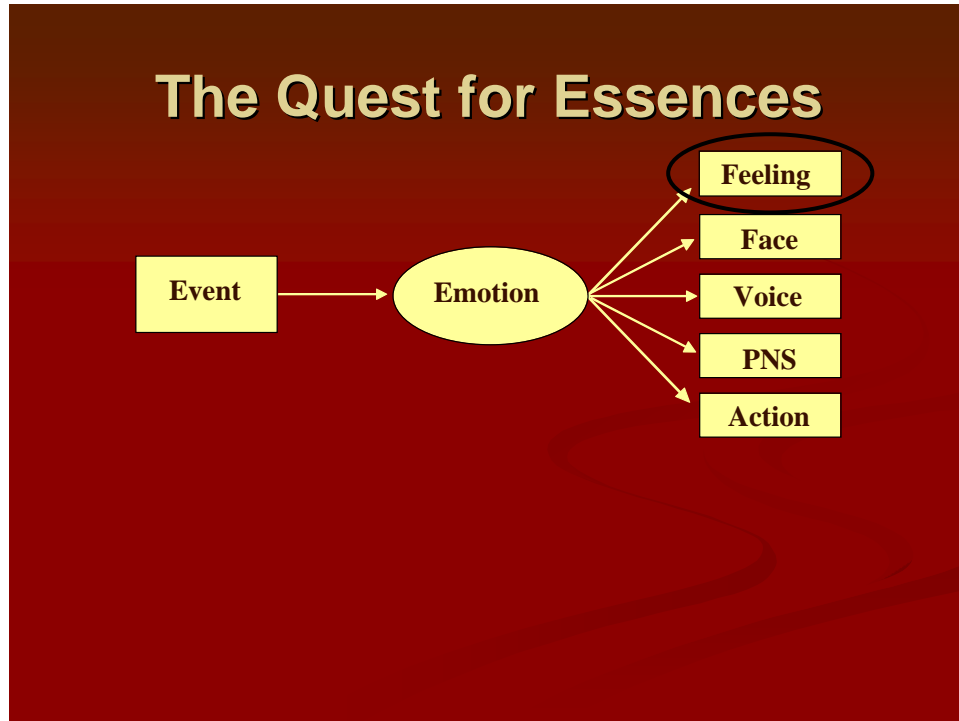 The Quest for Essences
Feeling
Face
Event
Emotion
Voice
PNS
Action